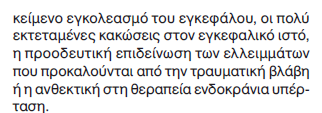 κείμενο εγκολεασμό του εγκεφάλου, οι πολύ
εκτεταμένες κακώσεις στον εγκεφαλικό ιστό,
η προοδευτική επιδείνωση των ελλειμμάτων
που προκαλούνται από την τραυματική βλάβη
ή η ανθεκτική στη θεραπεία ενδοκράνια υπέρ-
ταση.